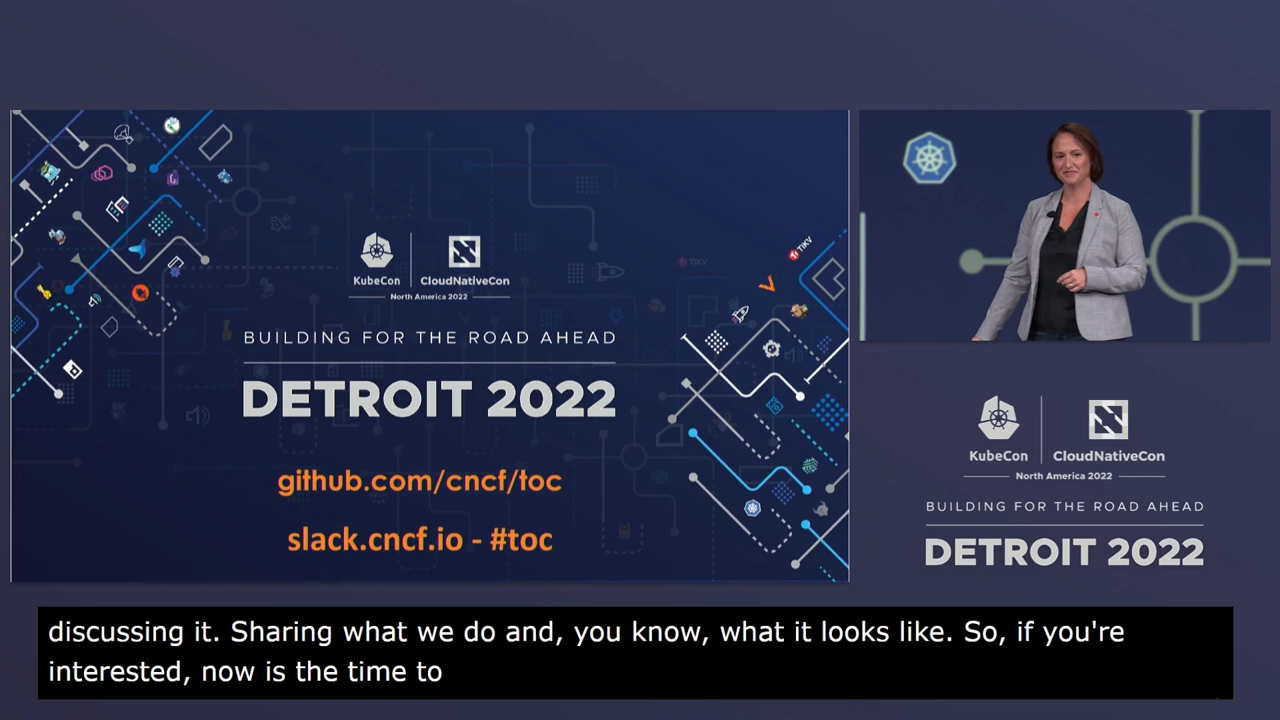 TIKV
TIKV
KubeCon
CloudNativeCon
North America 2022
BUILDING FOR THE ROAD AHEAD
DETROIT 2022
github.com/cncf/toc
slack.cncf.io - #toc
KubeCon
CloudNativeCon
North America 2022
BUILDING FOR THE ROAD AHEAD
DETROIT 2022
discussing it. Sharing what we do and, you know, what it looks like. So, if you're
interested, now is the time to